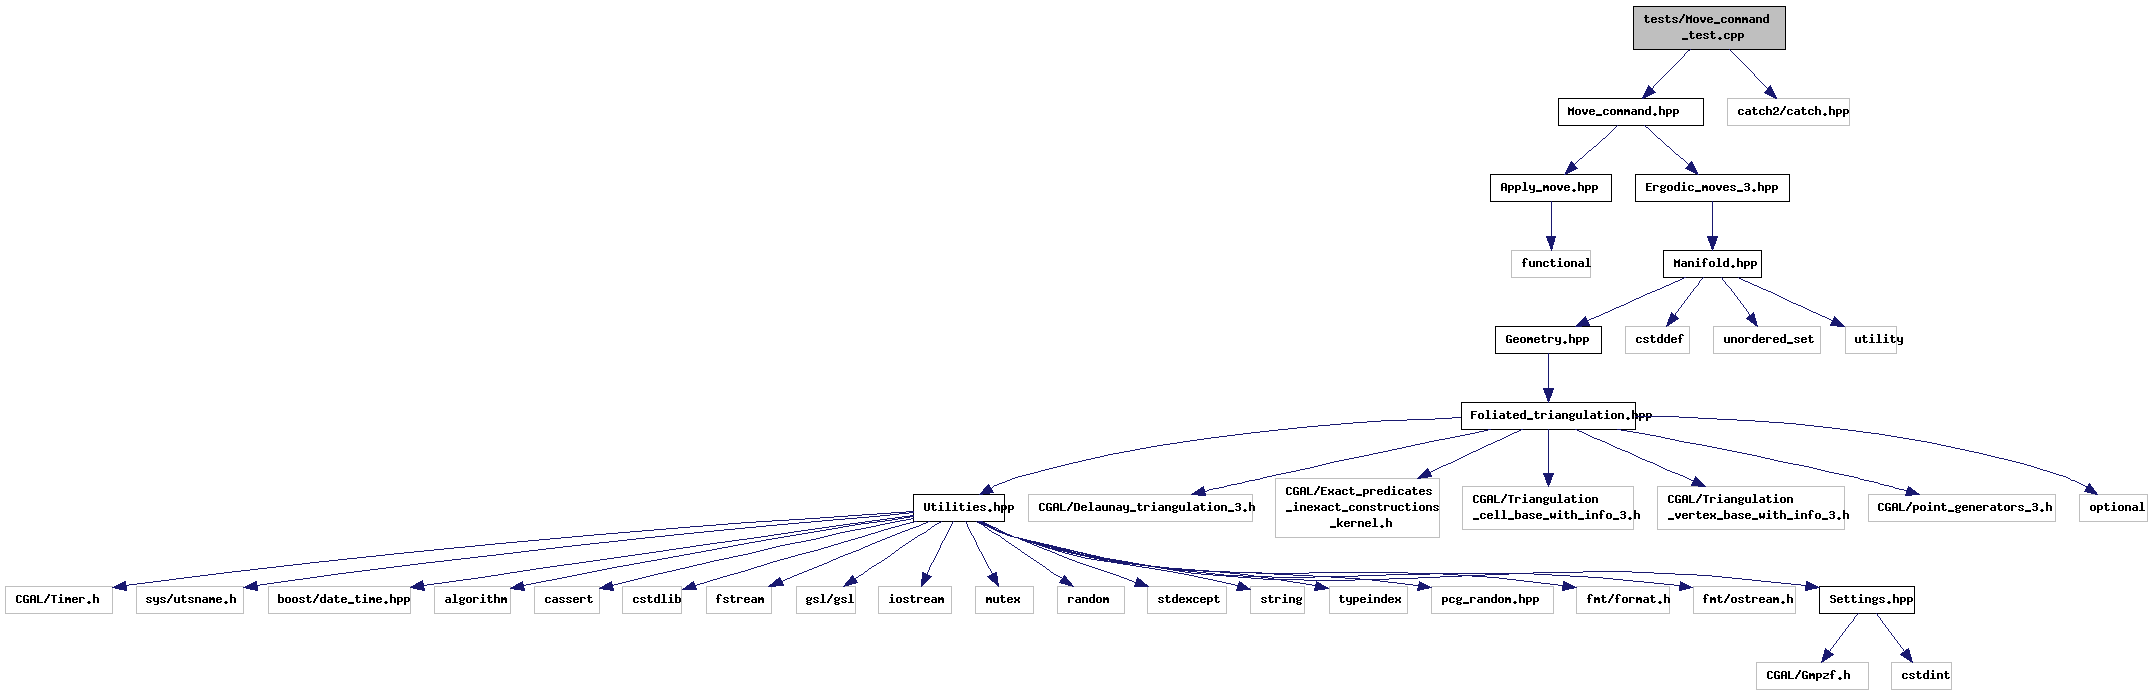 tests/Move_command
_test.cpp
Move_command.hpp
catch2/catch.hpp
Apply_move.hpp
Ergodic_moves_3.hpp
functional
Manifold.hpp
Geometry.hpp
cstddef
unordered_set
utility
Foliated_triangulation.hpp
Utilities.hpp
CGAL/Delaunay_triangulation_3.h
CGAL/Exact_predicates
_inexact_constructions
_kernel.h
CGAL/Triangulation
_cell_base_with_info_3.h
CGAL/Triangulation
_vertex_base_with_info_3.h
CGAL/point_generators_3.h
optional
CGAL/Timer.h
sys/utsname.h
boost/date_time.hpp
algorithm
cassert
cstdlib
fstream
gsl/gsl
iostream
mutex
random
stdexcept
string
typeindex
pcg_random.hpp
fmt/format.h
fmt/ostream.h
Settings.hpp
CGAL/Gmpzf.h
cstdint